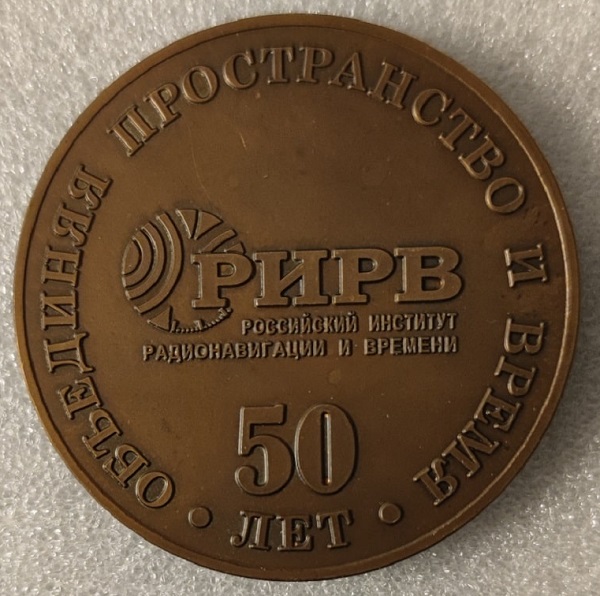 ОБЪЕДИНЯЯ ПРОСТРАНСТВО И ВРЕМЯ
РИРВ
РОССИЙСКИЙ ИНСТИТУТ
РАДИОНАВИГАЦИИ И ВРЕМЕНИ
50
• ЛЕТ •